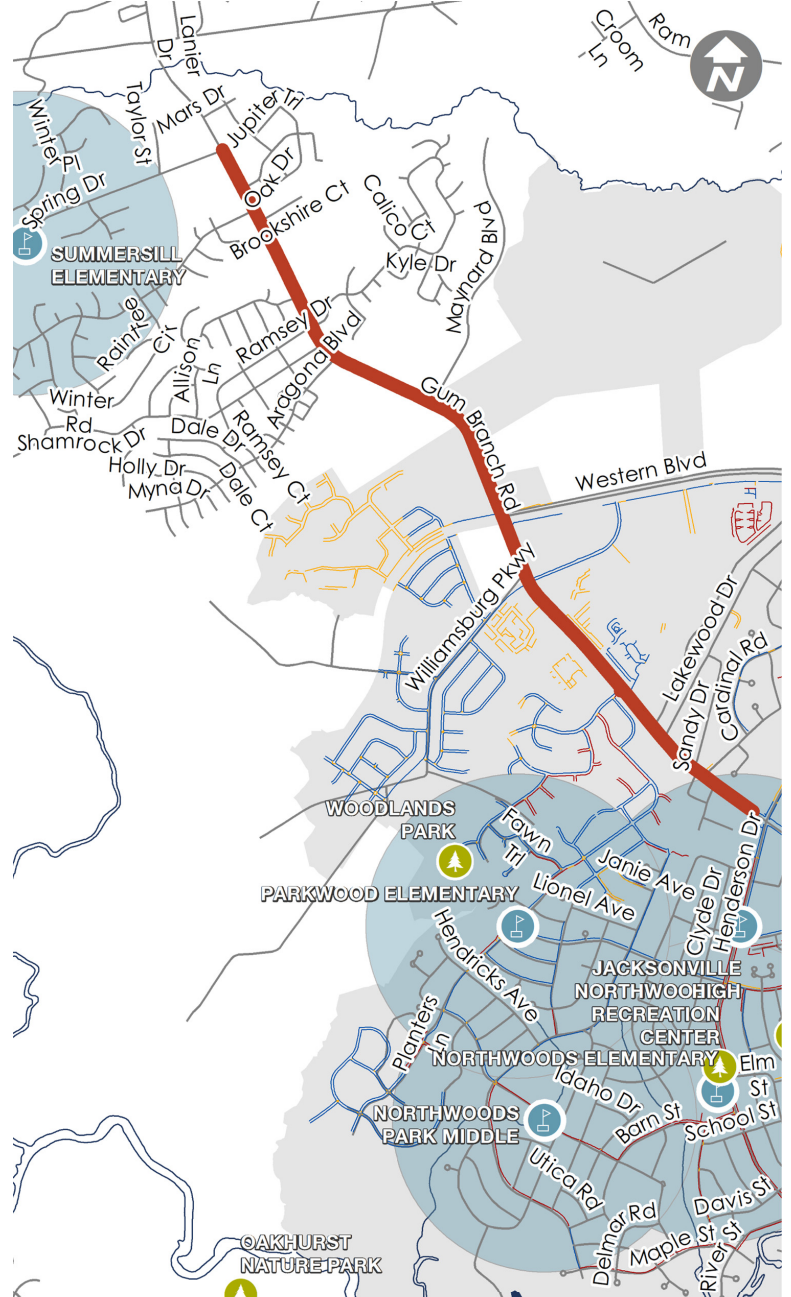 Lanier
Dr
Croom
Ln
Ram
N
Taylor St
Mars Dr
Jupiter Trl
Winter Pl
Oak Dr
Spring Dr
Brookshire Ct
Calico Ct
Kyle Dr
Maynard Blvd
SUMMERSILL
ELEMENTARY
Raintree
Cir
Ramsey Dr
Allison
Ln
Aragona Blvd
Gum Branch Rd
Winter
Rd
Shamrock Dr
Dale Dr
Ramsey Ct
Holly Dr
Myna Dr
Dale Ct
Western Blvd
Williamsburg Pkwy
Lakewood Dr
Sandy Dr
Cardinal Rd
WOODLANDS
PARK
Fawn
Trl
Janie Ave
Henderson Dr
Clyde Dr
PARKWOOD ELEMENTARY
Lionel Ave
Hendricks Ave
JACKSONVILLE
HIGH
NORTHWOODS
RECREATION
CENTER
Planters
Ln
NORTHWOODS ELEMENTARY
Elm
St
Idaho Dr
NORTHWOODS
PARK MIDDLE
Barn St
School St
Utica Rd
Davis St
Delmar Rd
Maple St
River St
OAKHURST
NATURE PARK